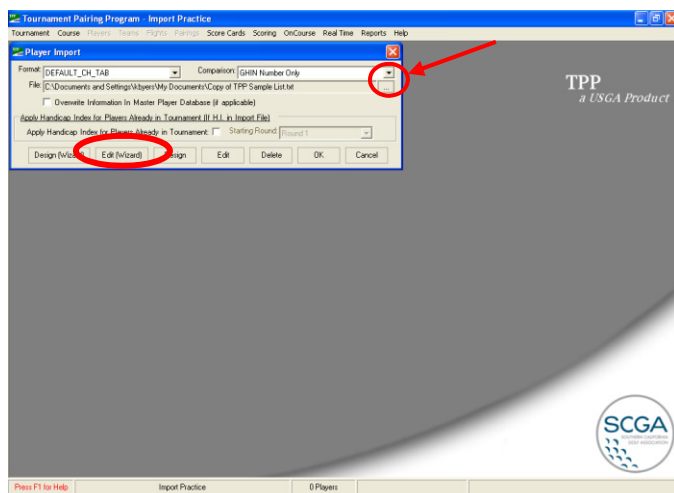 Tournament Pairing Program - Import Practice
Tournament Course Players Teams Flights Pairings Score Cards Scoring OnCourse Real Time Reports Help
Player Import
Format: DEFAULT_CH_TAB Comparison: GHIN Number Only
File: C:\Documents and Settings\kbyers\My Documents\Copy of TPP Sample List.txt ...
Overwrite Information In Master Player Database (if applicable)
Apply Handicap Index for Players Already in Tournament (If H.I. in Import File)
Apply Handicap Index for Players Already in Tournament: Starting Round: Round 1
Design (Wizard) Edit (Wizard) Design Edit Delete OK Cancel
TPP
a USGA Product
SCGA
SOUTHERN CALIFORNIA
GOLF ASSOCIATION
Press F1 for Help Import Practice 0 Players